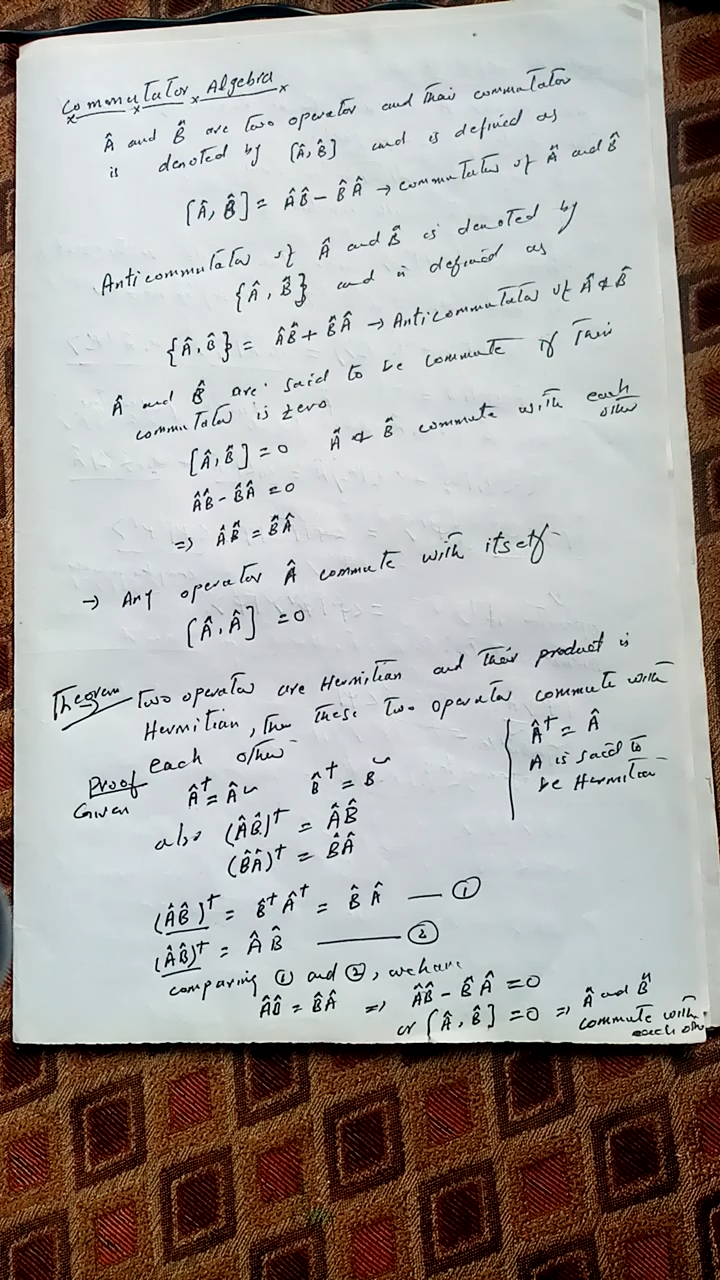 Commutator Algebra
Â and B̂ are two operator and their commutator
is denoted by [Â, B̂] and is defined as
[Â, B̂] = ÂB̂ - B̂Â → commutator of Â and B̂
Anticommutator of Â and B̂ is denoted by
{Â, B̂} and is defined as
{Â, B̂} = ÂB̂ + B̂Â → Anticommutator of Â & B̂
Â and B̂ are said to be commute if their
commutator is zero
[Â, B̂] = 0 Â & B̂ commute with each
other
ÂB̂ - B̂Â = 0
=> ÂB̂ = B̂Â
→ Any operator Â commute with itself
[Â, Â] = 0
Theoram Two operator are Hermitian and their product is
Hermitian, then these two operator commute with
each other
Â† = Â
A is said to
be Hermitian
Proof
Given Â† = Â B̂† = B
also (ÂB̂)† = ÂB̂
(B̂Â)† = B̂Â
(ÂB̂)† = B̂†Â† = B̂Â — ①
(ÂB̂)† = ÂB̂ — ②
comparing ① and ②, we have
ÂB̂ = B̂Â => ÂB̂ - B̂Â = 0
or [Â, B̂] = 0 => Â and B̂
commute with
each other